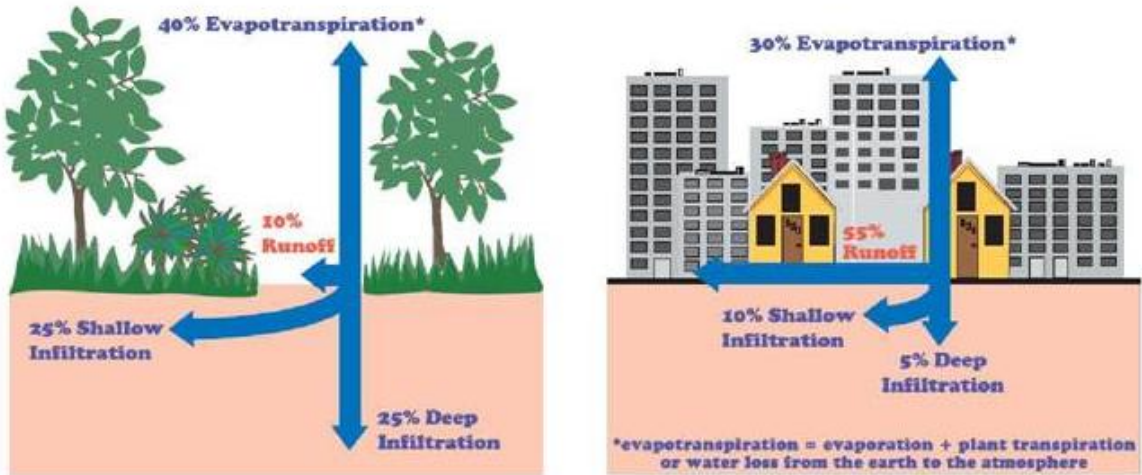 40% Evapotranspiration*
10%
Runoff
25% Shallow
Infiltration
25% Deep
Infiltration
30% Evapotranspiration*
55%
Runoff
10% Shallow
Infiltration
5% Deep
Infiltration
*evapotranspiration = evaporation + plant transpiration
or water loss from the earth to the atmosphere